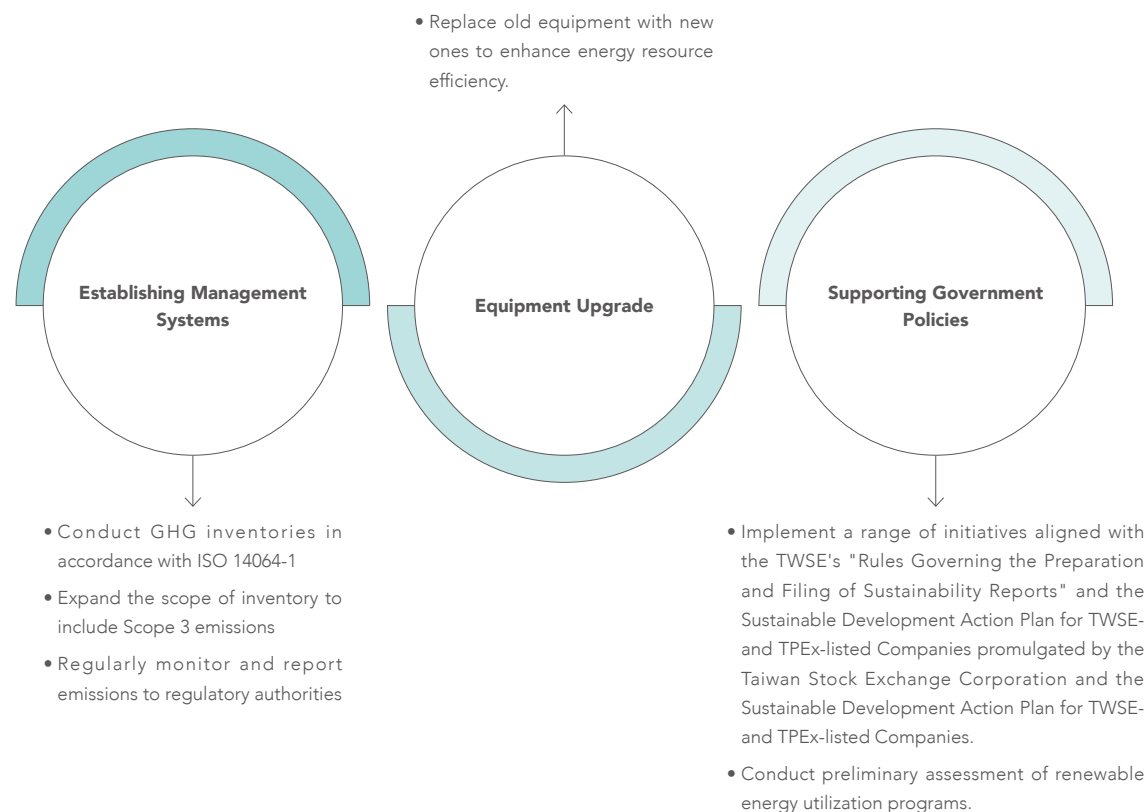 • Replace old equipment with new
ones to enhance energy resource
efficiency.
Establishing Management
Systems
Equipment Upgrade
Supporting Government
Policies
• Conduct GHG inventories in
accordance with ISO 14064-1
• Expand the scope of inventory to
include Scope 3 emissions
• Regularly monitor and report
emissions to regulatory authorities
• Implement a range of initiatives aligned with
the TWSE's "Rules Governing the Preparation
and Filing of Sustainability Reports" and the
Sustainable Development Action Plan for TWSE-
and TPEx-listed Companies promulgated by the
Taiwan Stock Exchange Corporation and the
Sustainable Development Action Plan for TWSE-
and TPEx-listed Companies.
• Conduct preliminary assessment of renewable
energy utilization programs.